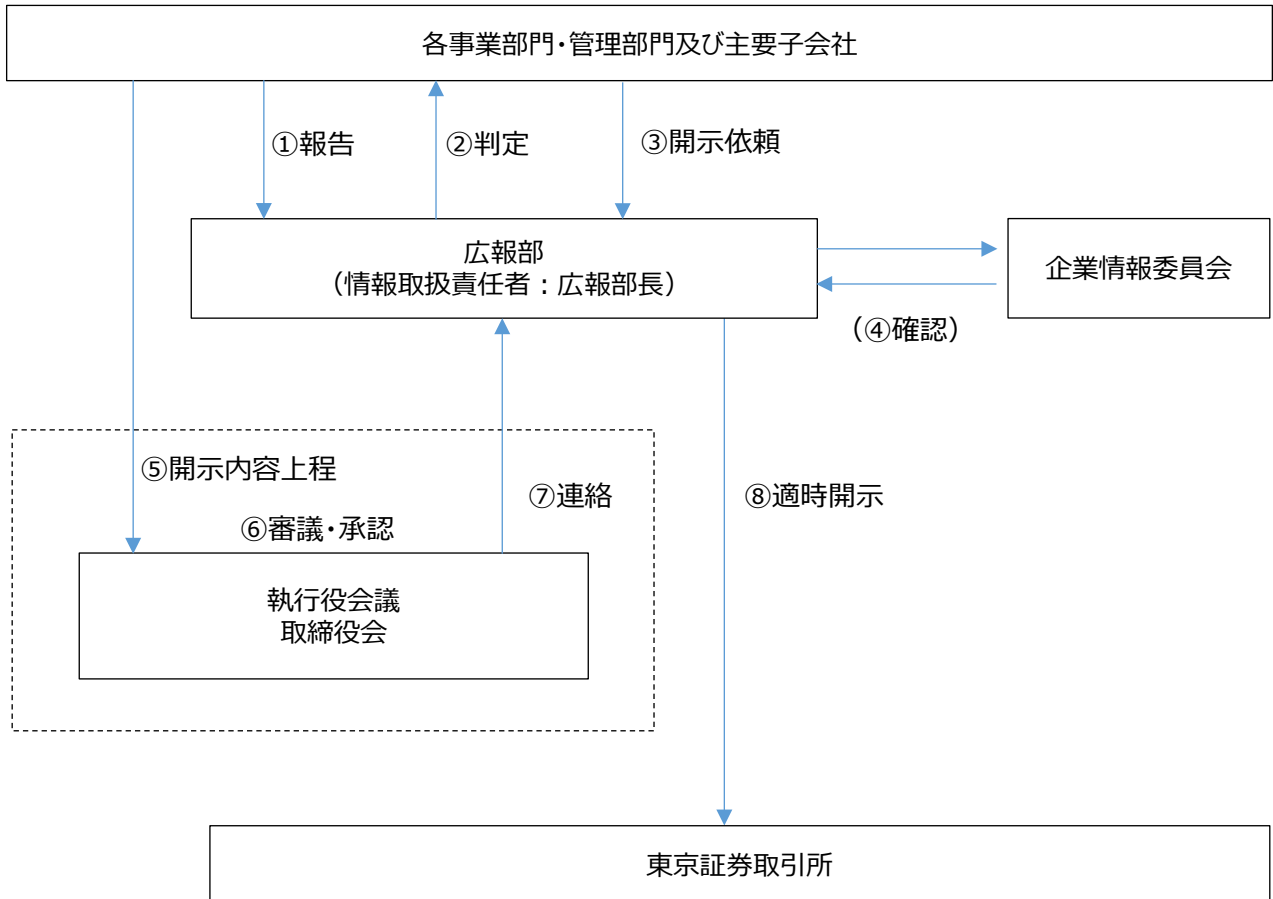 各事業部門・管理部門及び主要子会社
①報告
②判定
③開示依頼
広報部
（情報取扱責任者：広報部長）
企業情報委員会
（④確認）
⑤開示内容上程
⑥審議・承認
⑦連絡
⑧適時開示
執行役会議
取締役会
東京証券取引所